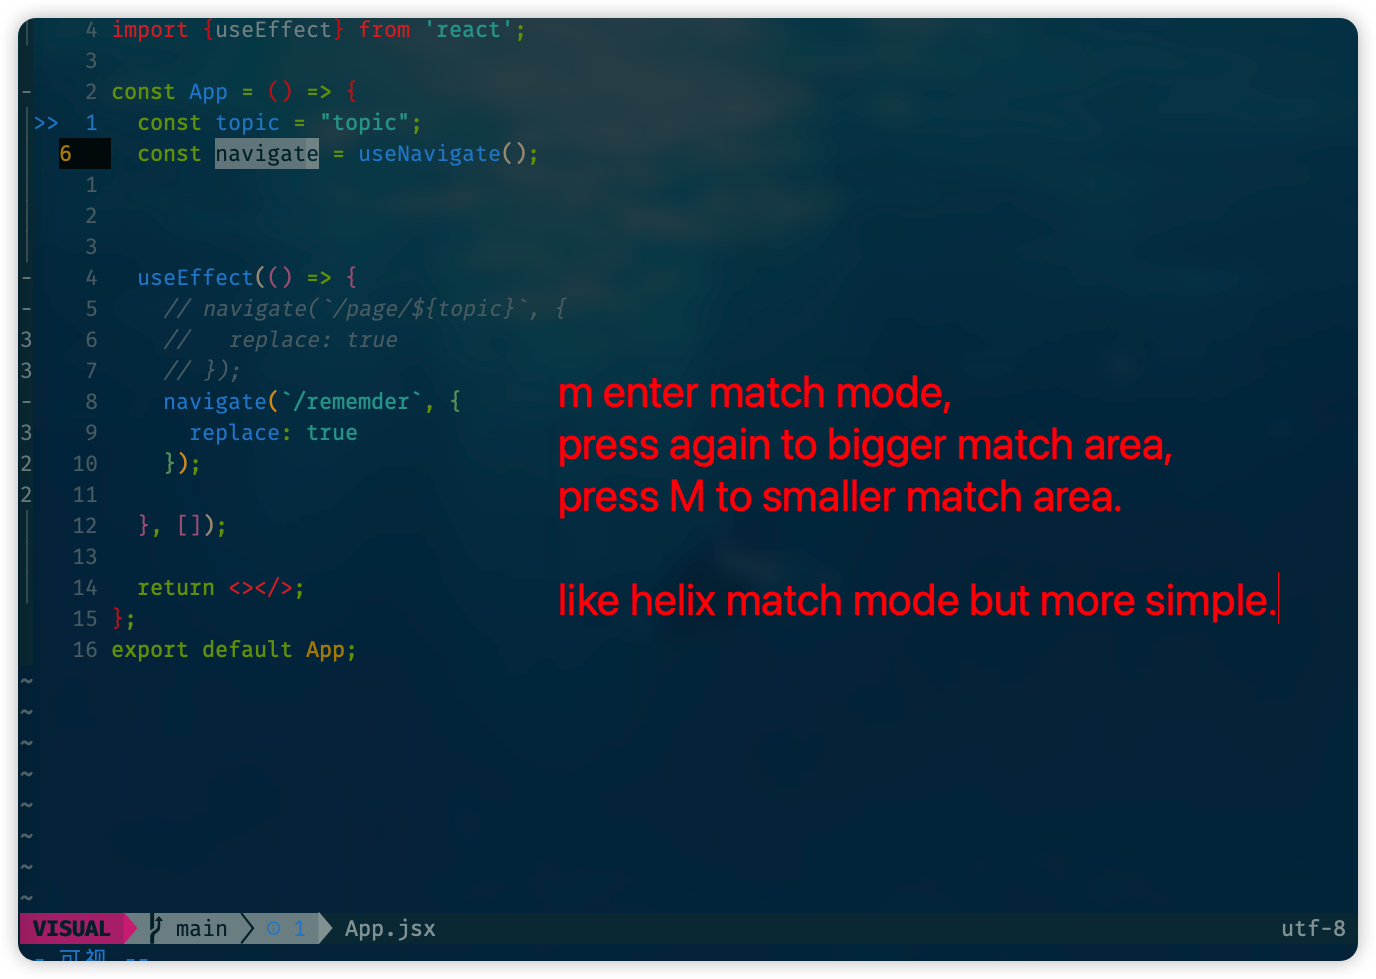 4 import {useEffect} from 'react';
3
- 2 const App = () => {
>> 1 const topic = "topic";
6 const navigate = useNavigate();
1
2
3
- 4 useEffect(() => {
- 5 // navigate(`/page/${topic}`, {
3 6 // replace: true
3 7 // });
- 8 navigate(`/rememder`, {
3 9 replace: true
2 10 });
2 11
12 }, []);
13
14 return <></>;
15 };
16 export default App;
m enter match mode,
press again to bigger match area,
press M to smaller match area.
like helix match mode but more simple.
~
~
~
~
~
~
~
~
VISUAL main 1 App.jsx utf-8
- 可视 --